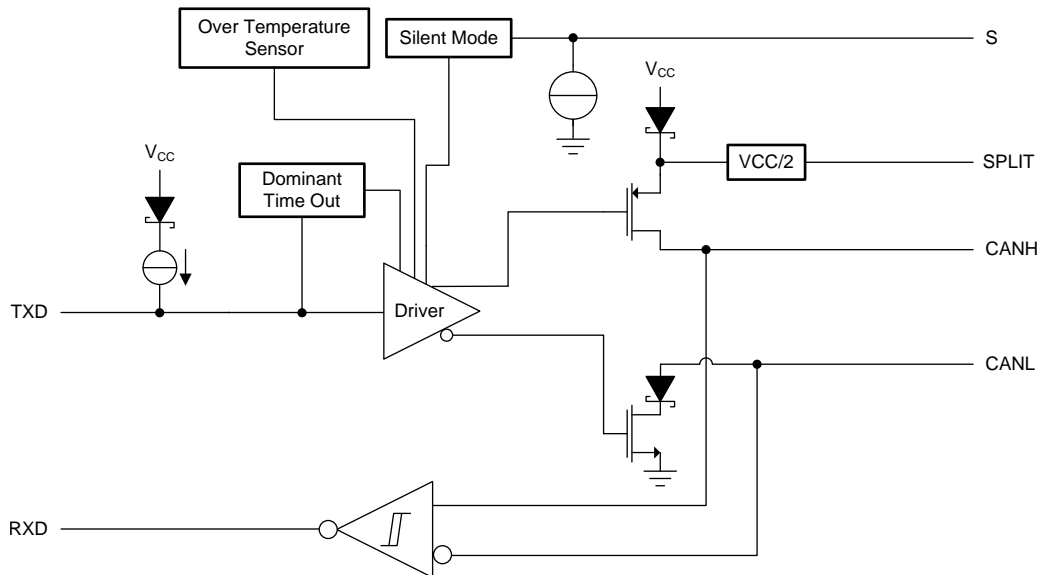 Over Temperature
Sensor
Silent Mode
S
VCC
VCC/2
SPLIT
VCC
Dominant
Time Out
CANH
TXD
Driver
CANL
RXD